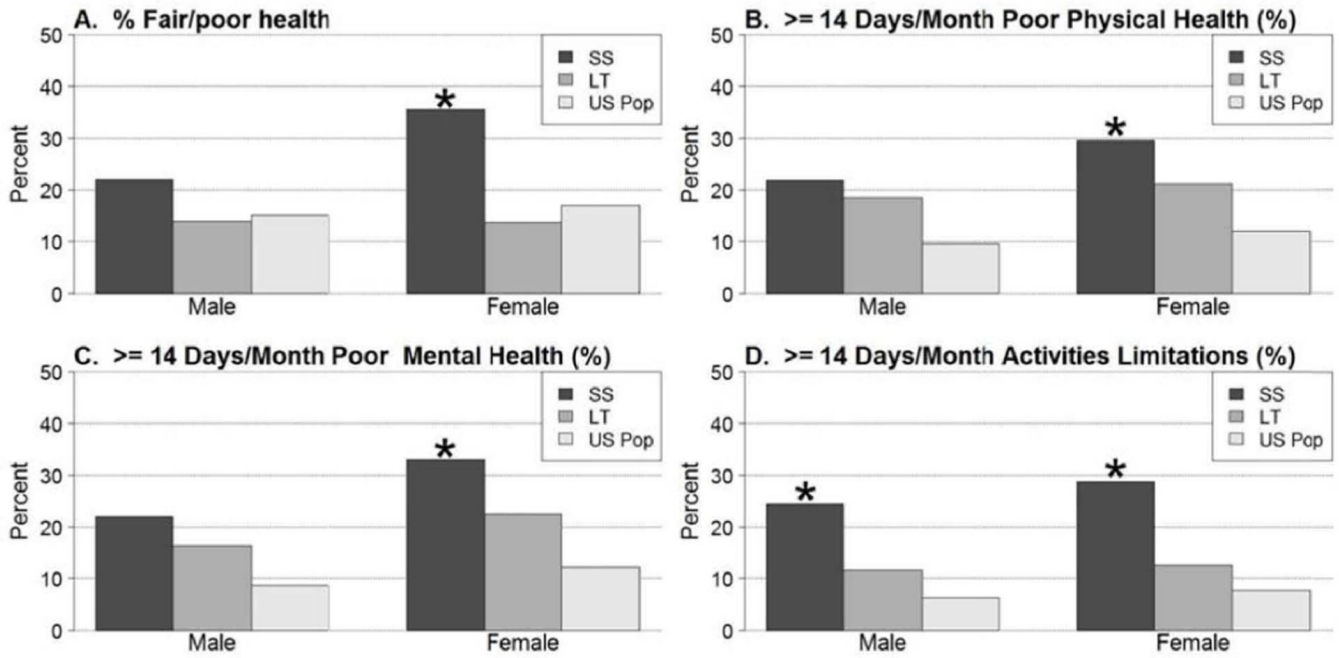 A. % Fair/poor health
50
40
30
20
10
0
Percent
SS
LT
US Pop
*
Male
Female
B. >= 14 Days/Month Poor Physical Health (%)
50
40
30
20
10
0
Percent
SS
LT
US Pop
*
Male
Female
C. >= 14 Days/Month Poor Mental Health (%)
50
40
30
20
10
0
Percent
SS
LT
US Pop
*
Male
Female
D. >= 14 Days/Month Activities Limitations (%)
50
40
30
20
10
0
Percent
SS
LT
US Pop
*
*
Male
Female